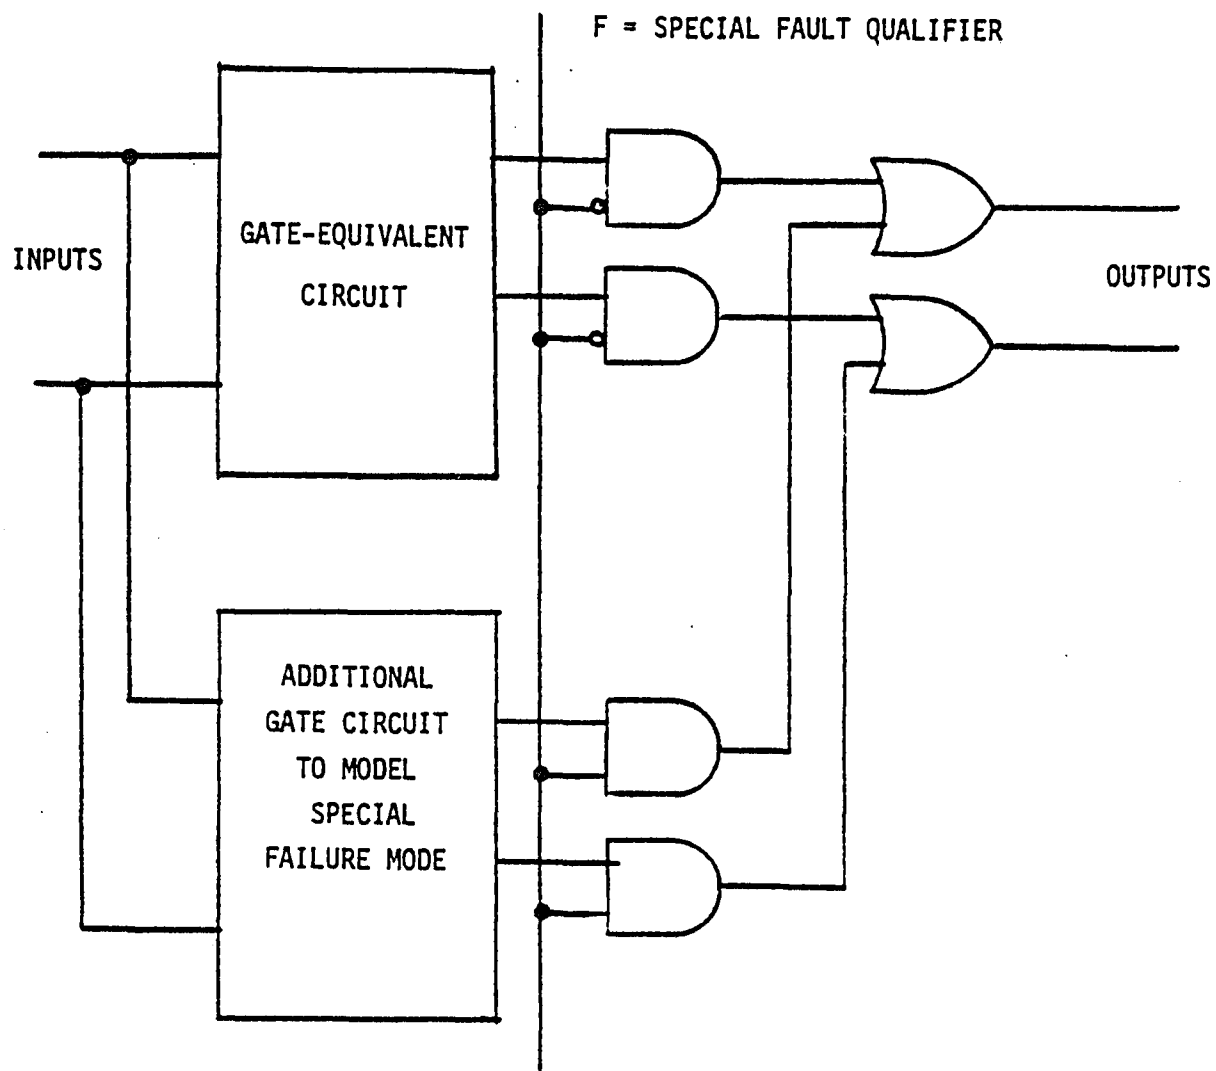 F = SPECIAL FAULT QUALIFIER
GATE-EQUIVALENT
CIRCUIT
INPUTS
OUTPUTS
ADDITIONAL
GATE CIRCUIT
TO MODEL
SPECIAL
FAILURE MODE